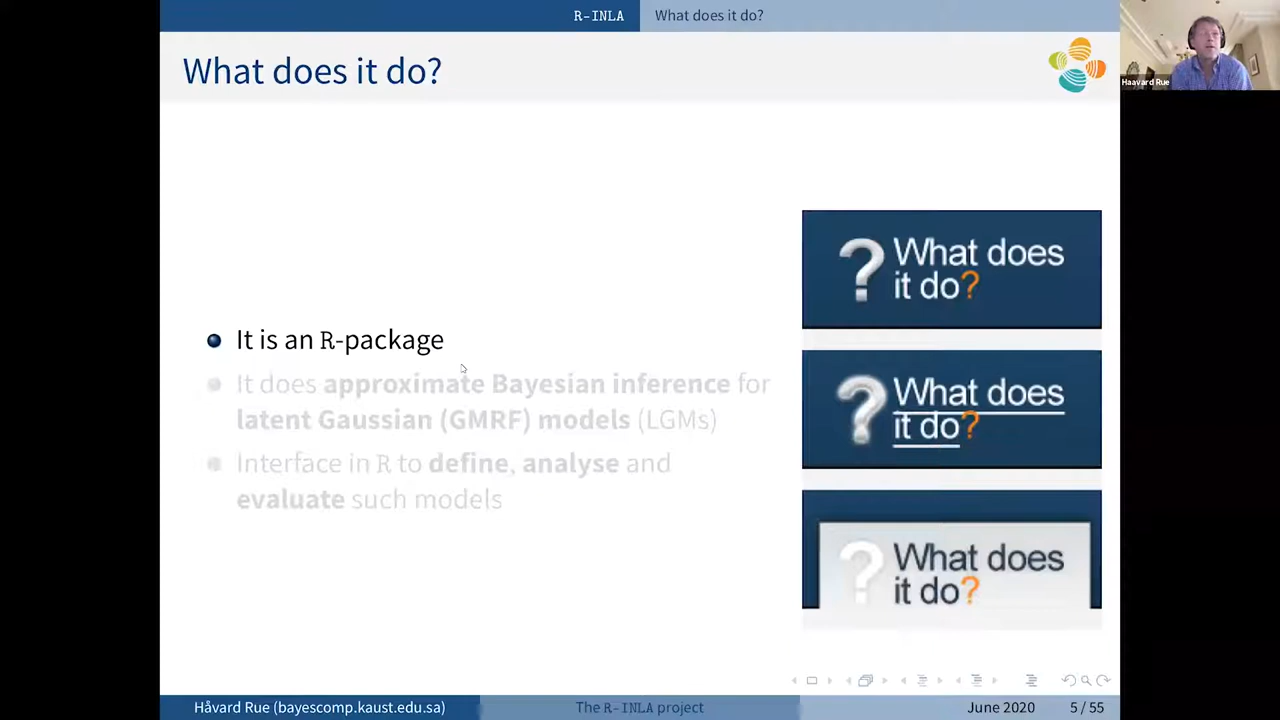 R-INLA What does it do?
What does it do?
Haavard Rue
? What does
it do?
It is an R-package
? What does
it do?
It does approximate Bayesian inference for
latent Gaussian (GMRF) models (LGMs)
Interface in R to define, analyse and
evaluate such models
? What does
it do?
Håvard Rue (bayescomp.kaust.edu.sa) The R-INLA project June 2020 5 / 55